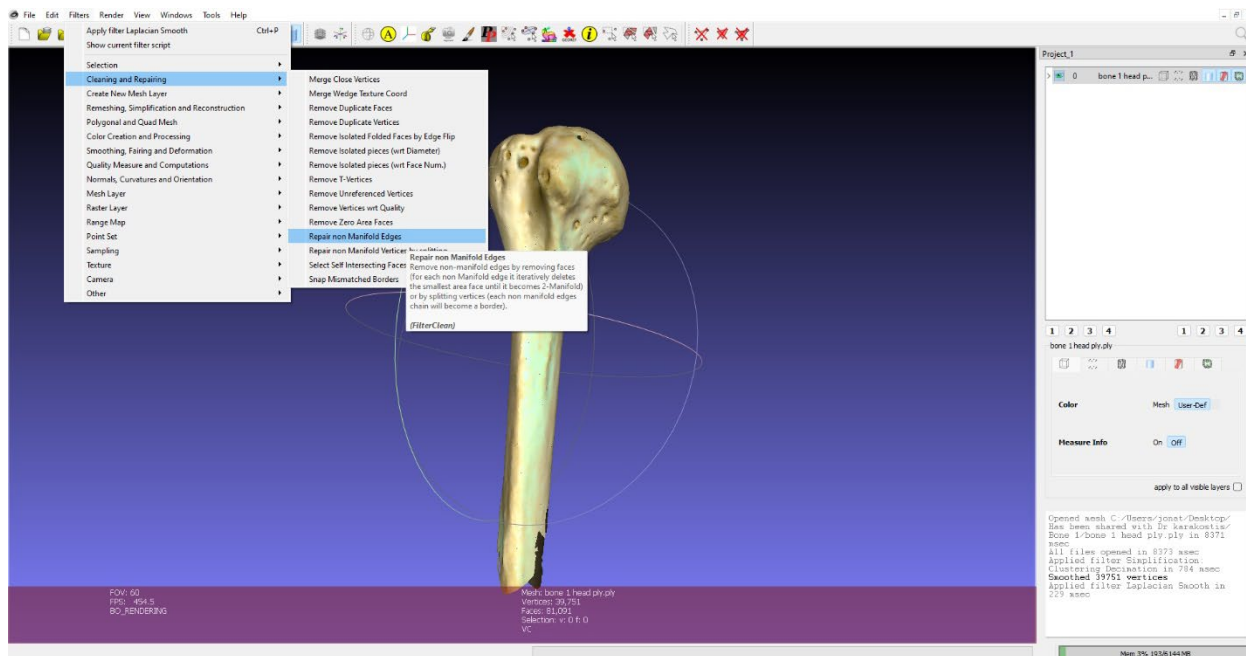 File Edit Filters Render View Windows Tools Help
Apply filter Laplacian Smooth Ctrl+P
Show current filter script
Selection
Cleaning and Repairing
Create New Mesh Layer
Remeshing, Simplification and Reconstruction
Polygonal and Quad Mesh
Color Creation and Processing
Smoothing, Fairing and Deformation
Quality Measure and Computations
Normals, Curvatures and Orientation
Mesh Layer
Raster Layer
Range Map
Point Set
Sampling
Texture
Camera
Other
Merge Close Vertices
Merge Wedge Texture Coord
Remove Duplicate Faces
Remove Duplicate Vertices
Remove Isolated Folded Faces by Edge Flip
Remove Isolated pieces (wrt Diameter)
Remove Isolated pieces (wrt Face Num.)
Remove T-Vertices
Remove Unreferenced Vertices
Remove Vertices wrt Quality
Remove Zero Area Faces
Repair non Manifold Edges
Repair non Manifold Vertices by splitting
Select Self Intersecting Faces
Snap Mismatched Borders
Repair non Manifold Edges
Remove non-manifold edges by removing faces
(for each non Manifold edge it iteratively deletes
the smallest area face until it becomes 2-Manifold)
or by splitting vertices (each non manifold edges
chain will become a border).
(FilterClean)
FOV: 60
FPS: 454.5
BO_RENDERING
Mesh: bone 1 head ply.ply
Vertices: 39,751
Faces: 81,091
Selection: v: 0 f: 0
VC
Project_1
0 bone 1 head p...
1 2 3 4 1 2 3 4
bone 1 head ply.ply
Color Mesh User-Def
Measure Info On Off
apply to all visible layers
Opened mesh C:/Users/jonat/Desktop/
Has been shared with Dr karakostis/
Bone 1/bone 1 head ply.ply in 8371
msec
All files opened in 8373 msec
Applied filter Simplification:
Clustering Decimation in 784 msec
Smoothed 39751 vertices
Applied filter Laplacian Smooth in
229 msec
Mem 3% 193/6144 MB